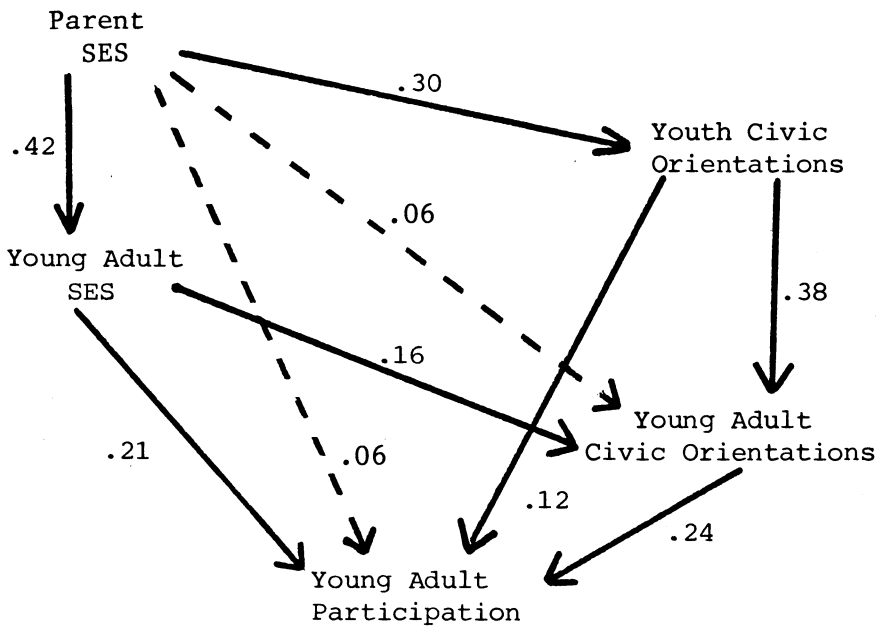 Parent
SES
.30
.42
Youth Civic
Orientations
.06
Young Adult
SES
.38
.16
Young Adult
Civic Orientations
.21
.06
.12
.24
Young Adult
Participation